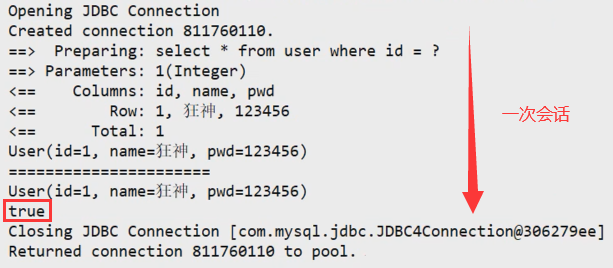 Opening JDBC Connection
Created connection 811760110.
==>  Preparing: select * from user where id = ?
==> Parameters: 1(Integer)
<==    Columns: id, name, pwd
<==        Row: 1, 狂神, 123456
<==      Total: 1
User(id=1, name=狂神, pwd=123456)
一次会话
=======================
User(id=1, name=狂神, pwd=123456)
true
Closing JDBC Connection [com.mysql.jdbc.JDBC4Connection@306279ee]
Returned connection 811760110 to pool.